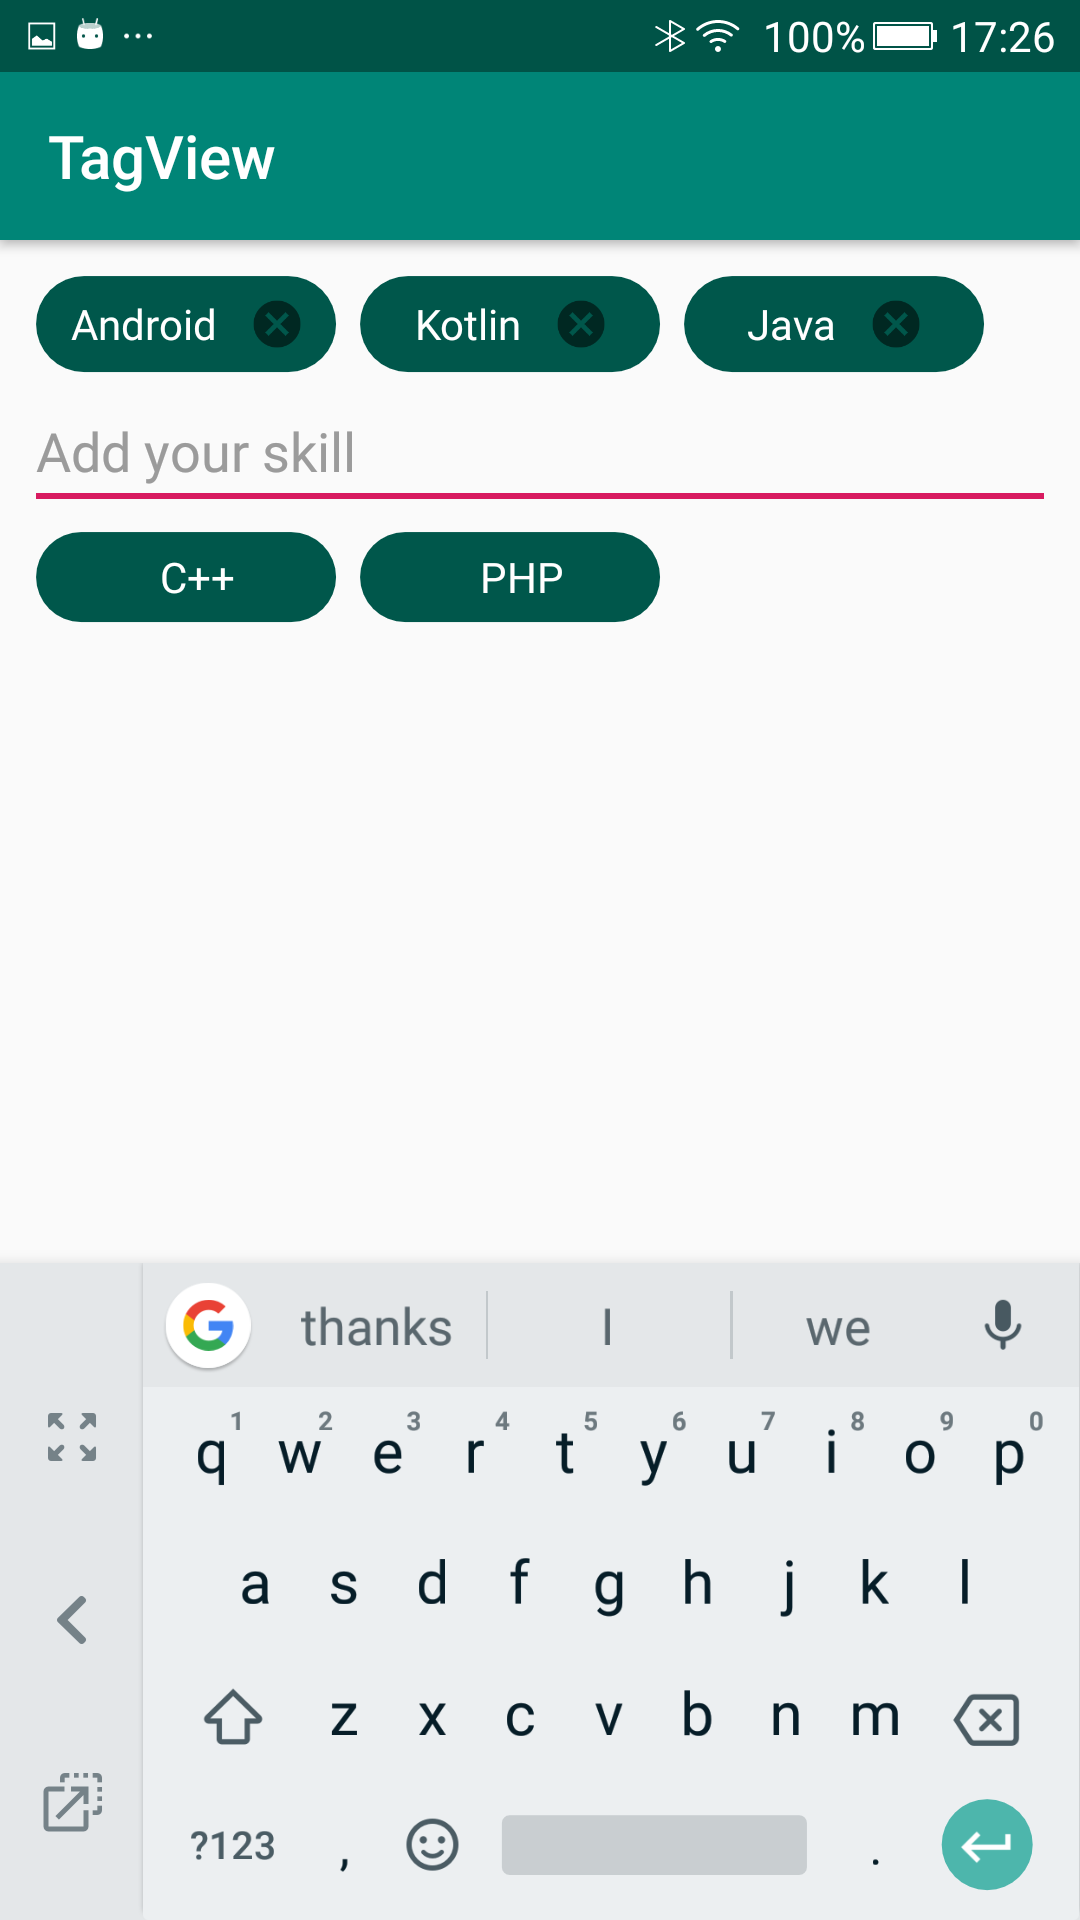 100% 17:26
TagView
Android Kotlin Java
Add your skill
C++ PHP
thanks I we
1 2 3 4 5 6 7 8 9 0
q w e r t y u i o p
a s d f g h j k l
z x c v b n m
?123 , .